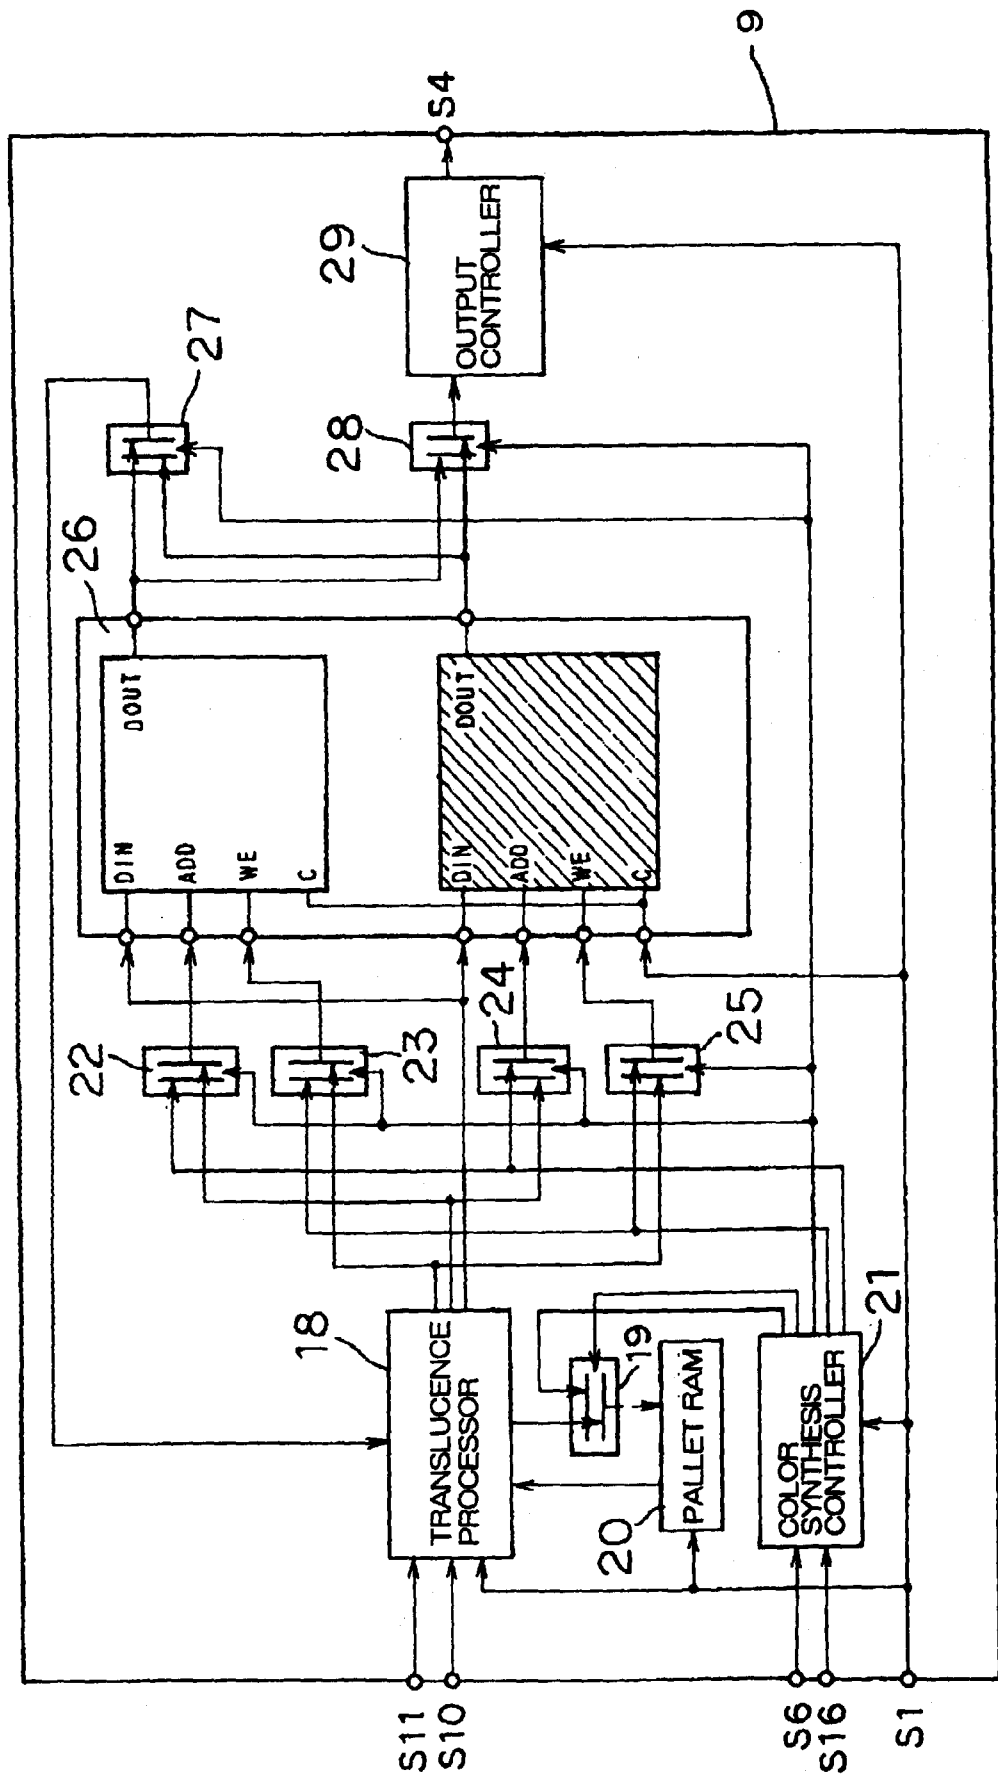 9
S4
29
OUTPUT
CONTROLLER
27
28
26
DOUT
DIN
ADD
WE
C
DOUT
DIN
ADD
WE
C
22
23
24
25
18
TRANSLUCENCE
PROCESSOR
19
20
PALLET RAM
21
COLOR
SYNTHESIS
CONTROLLER
S11
S10
S6
S16
S1